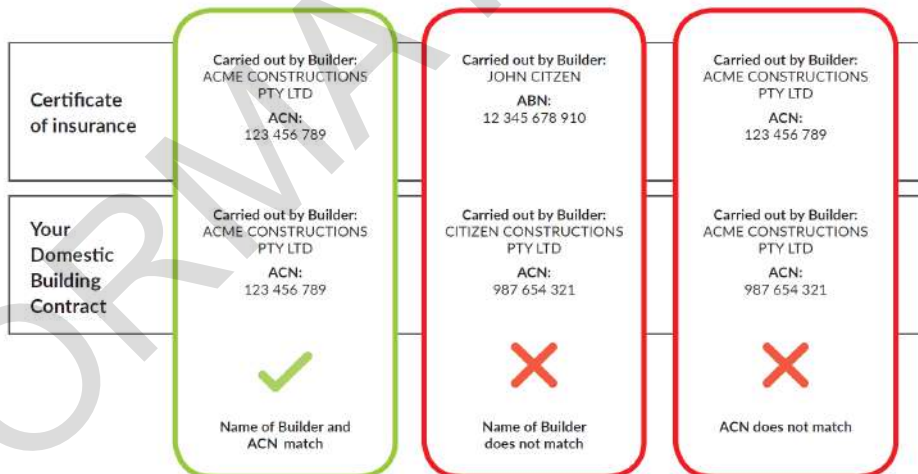 Certificate
of insurance
Carried out by Builder:
ACME CONSTRUCTIONS
PTY LTD
ACN:
123 456 789
Carried out by Builder:
JOHN CITZEN
ABN:
12 345 678 910
Carried out by Builder:
ACME CONSTRUCTIONS
PTY LTD
ACN:
123 456 789
Your
Domestic
Building
Contract
Carried out by Builder:
ACME CONSTRUCTIONS
PTY LTD
ACN:
123 456 789
Carried out by Builder:
CITIZEN CONSTRUCTIONS
PTY LTD
ACN:
987 654 321
Carried out by Builder:
ACME CONSTRUCTIONS
PTY LTD
ACN:
987 654 321
Name of Builder and
ACN match
Name of Builder
does not match
ACN does not match